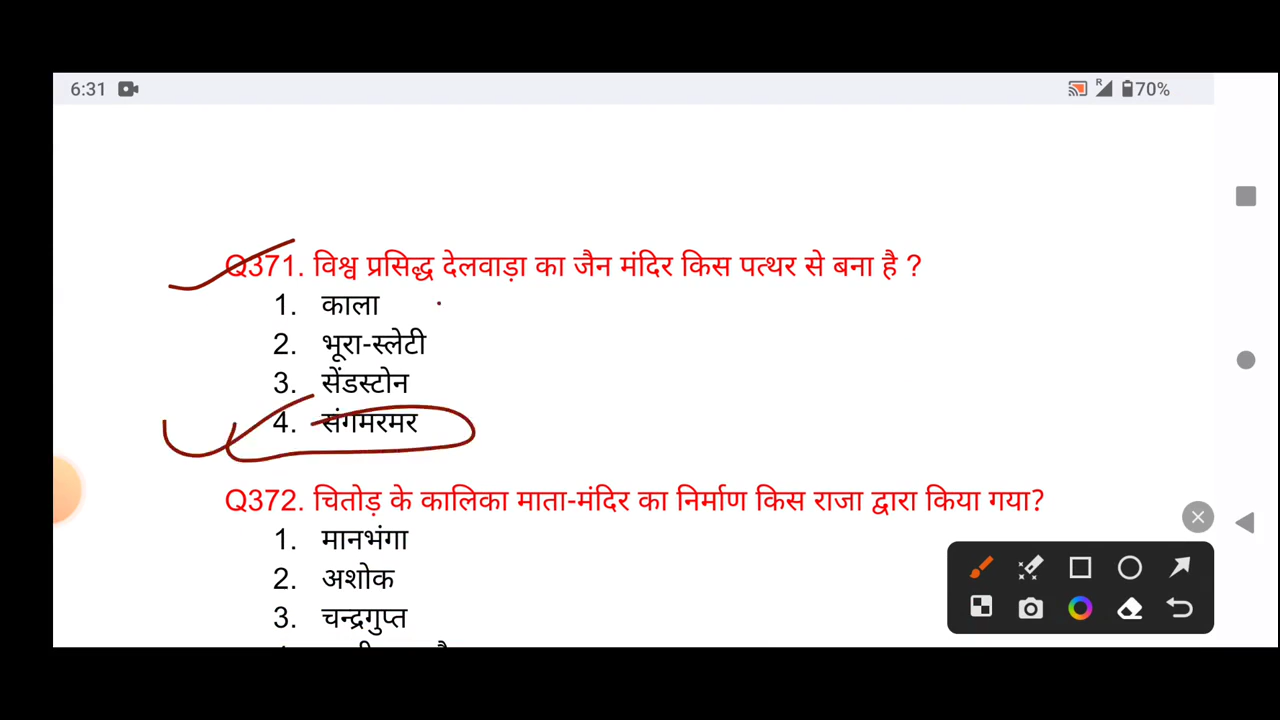 6:31
R
70%
Q371. विश्व प्रसिद्ध देलवाड़ा का जैन मंदिर किस पत्थर से बना है ?
1. काला
2. भूरा-स्लेटी
3. सेंडस्टोन
4. संगमरमर
Q372. चितोड़ के कालिका माता-मंदिर का निर्माण किस राजा द्वारा किया गया?
1. मानभंगा
2. अशोक
3. चन्द्रगुप्त